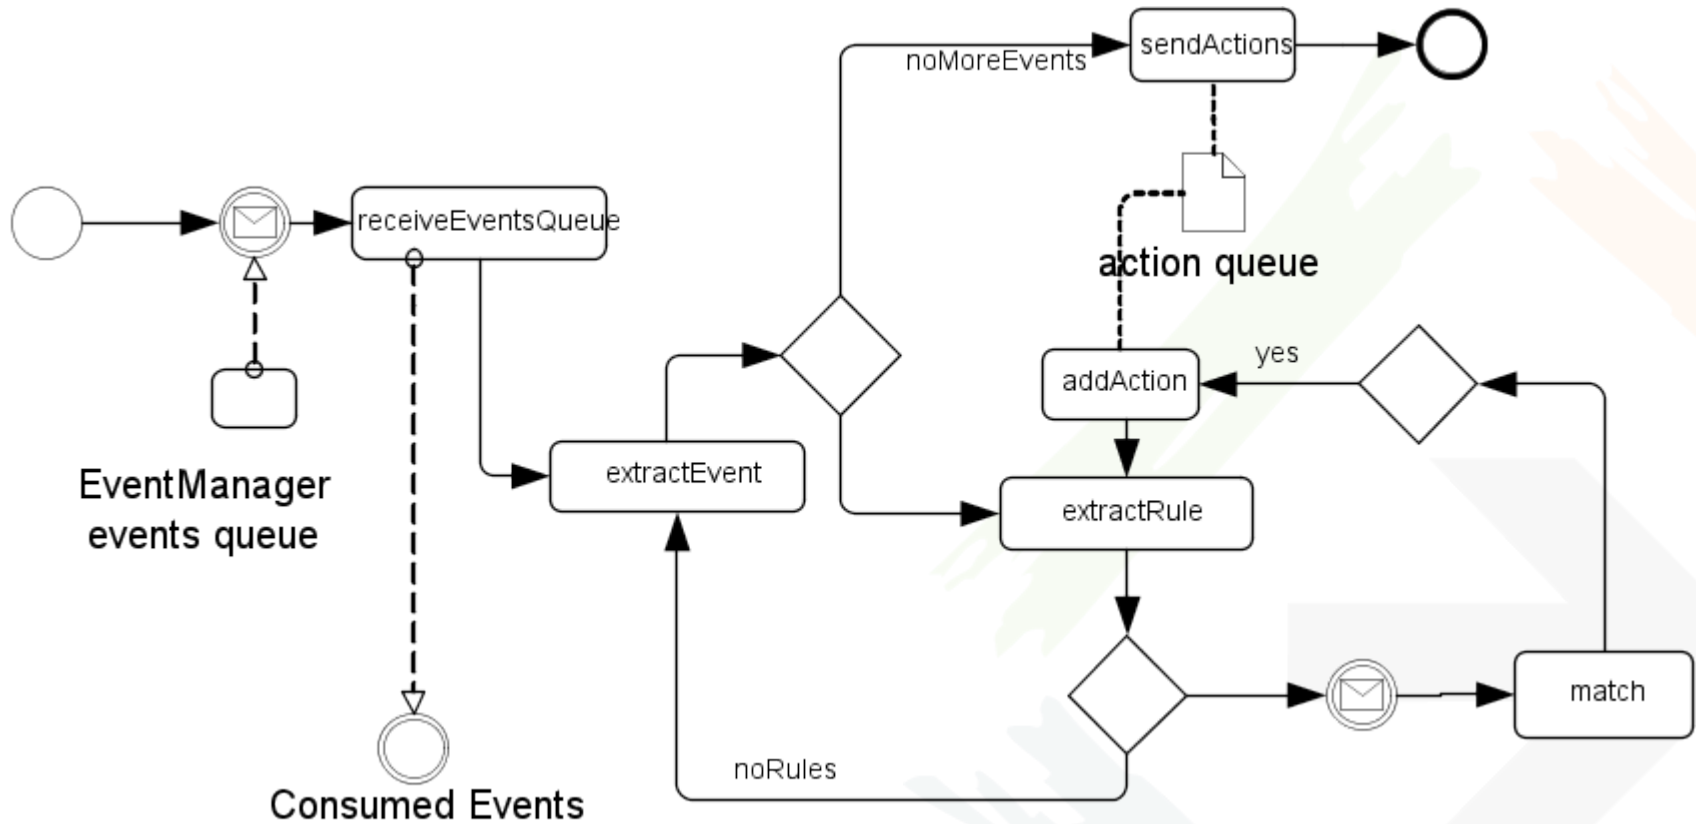 sendActions
noMoreEvents
receiveEventsQueue
action queue
yes
addAction
EventManager
events queue
extractEvent
extractRule
match
noRules
Consumed Events